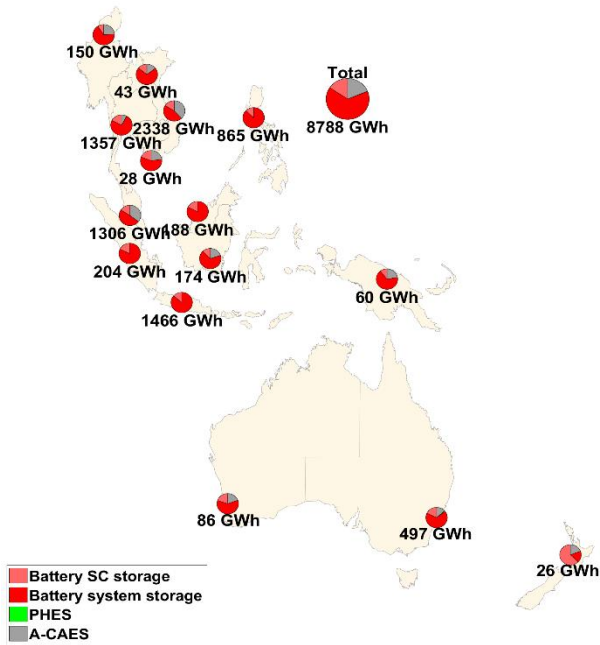 150 GWh
Total
43 GWh
8788 GWh
2338 GWh
865 GWh
1357 GWh
28 GWh
188 GWh
1306 GWh
204 GWh
174 GWh
60 GWh
1466 GWh
86 GWh
497 GWh
26 GWh
Battery SC storage
Battery system storage
PHES
A-CAES